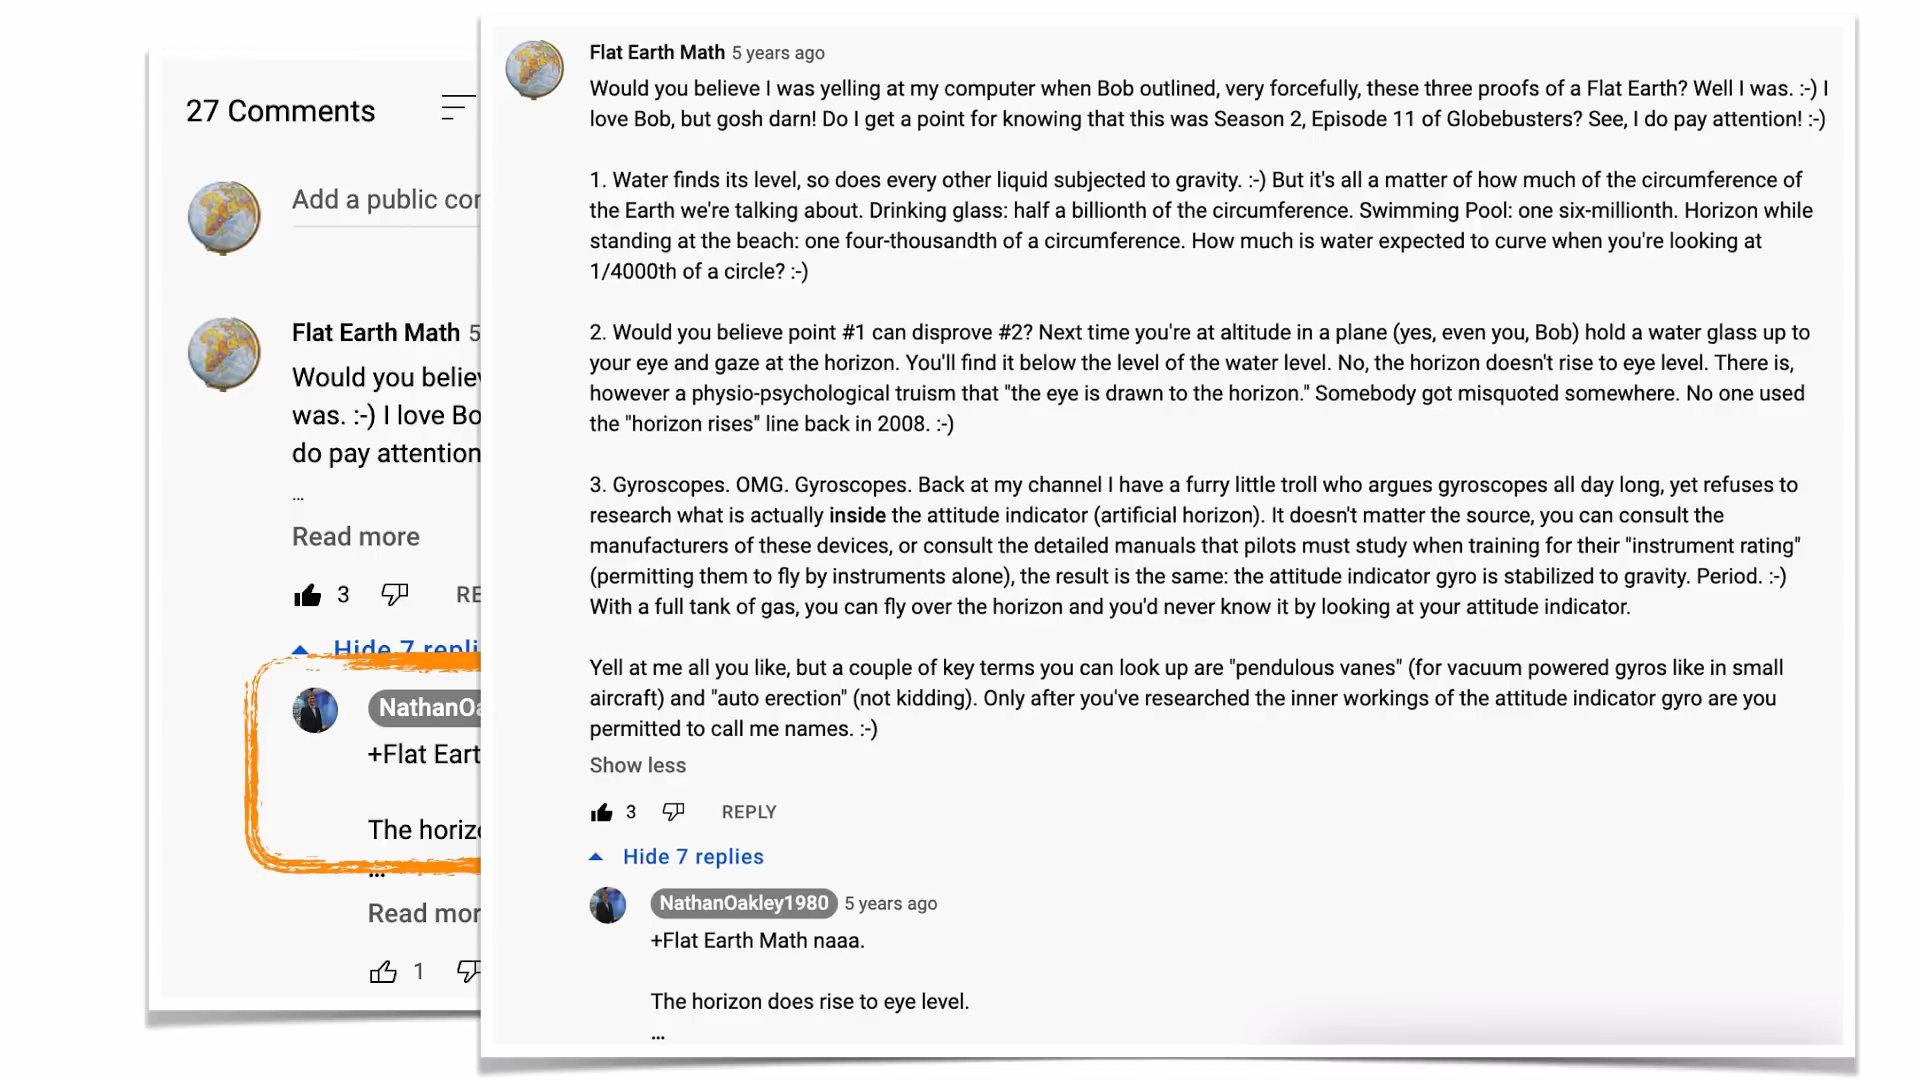 27 Comments
Add a public
Flat Earth Math 5
Would you
was. :-) I love
do pay attention
...
Read more
3
Hide 7
+Flat
The
...
Read
1
Flat Earth Math 5 years ago
Would you believe I was yelling at my computer when Bob outlined, very forcefully, these three proofs of a Flat Earth? Well I was. :-) I
love Bob, but gosh darn! Do I get a point for knowing that this was Season 2, Episode 11 of Globebusters? See, I do pay attention! :-)
1. Water finds its level, so does every other liquid subjected to gravity. :-) But it's all a matter of how much of the circumference of
the Earth we're talking about. Drinking glass: half a billionth of the circumference. Swimming Pool: one six-millionth. Horizon while
standing at the beach: one four-thousandth of a circumference. How much is water expected to curve when you're looking at
1/4000th of a circle? :-)
2. Would you believe point #1 can disprove #2? Next time you're at altitude in a plane (yes, even you, Bob) hold a water glass up to
your eye and gaze at the horizon. You'll find it below the level of the water level. No, the horizon doesn't rise to eye level. There is,
however a physio-psychological truism that "the eye is drawn to the horizon." Somebody got misquoted somewhere. No one used
the "horizon rises" line back in 2008. :-)
3. Gyroscopes. OMG. Gyroscopes. Back at my channel I have a furry little troll who argues gyroscopes all day long, yet refuses to
research what is actually inside the attitude indicator (artificial horizon). It doesn't matter the source, you can consult the
manufacturers of these devices, or consult the detailed manuals that pilots must study when training for their "instrument rating"
(permitting them to fly by instruments alone), the result is the same: the attitude indicator gyro is stabilized to gravity. Period. :-)
With a full tank of gas, you can fly over the horizon and you'd never know it by looking at your attitude indicator.
Yell at me all you like, but a couple of key terms you can look up are "pendulous vanes" (for vacuum powered gyros like in small
aircraft) and "auto erection" (not kidding). Only after you've researched the inner workings of the attitude indicator gyro are you
permitted to call me names. :-)
Show less
3 REPLY
Hide 7 replies
NathanOakley1980 5 years ago
+Flat Earth Math naaa.
The horizon does rise to eye level.
...